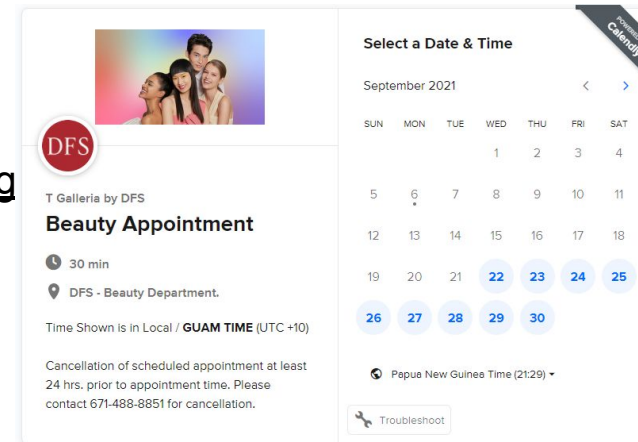 POWERED BY
Calendly
g
DFS
T Galleria by DFS
Beauty Appointment
30 min
DFS - Beauty Department.
Time Shown is in Local / GUAM TIME (UTC +10)
Cancellation of scheduled appointment at least
24 hrs. prior to appointment time. Please
contact 671-488-8851 for cancellation.
Select a Date & Time
September 2021
SUN MON TUE WED THU FRI SAT
1 2 3 4
5 6 7 8 9 10 11
12 13 14 15 16 17 18
19 20 21 22 23 24 25
26 27 28 29 30
Papua New Guinea Time (21:29)
Troubleshoot